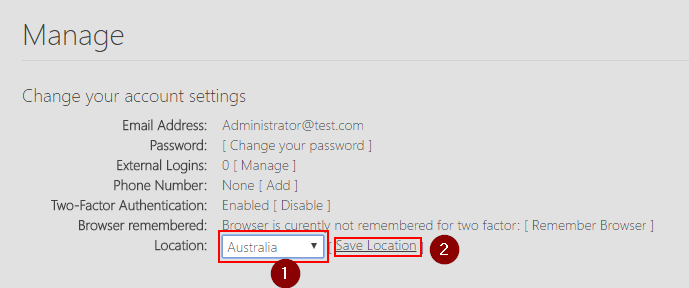 Manage
Change your account settings
Email Address: Administrator@test.com
Password: [ Change your password ]
External Logins: 0 [ Manage ]
Phone Number: None [ Add ]
Two-Factor Authentication: Enabled [ Disable ]
Browser remembered: Browser is curently not remembered for two factor: [ Remember Browser ]
Location: Australia [ Save Location ] 2
1